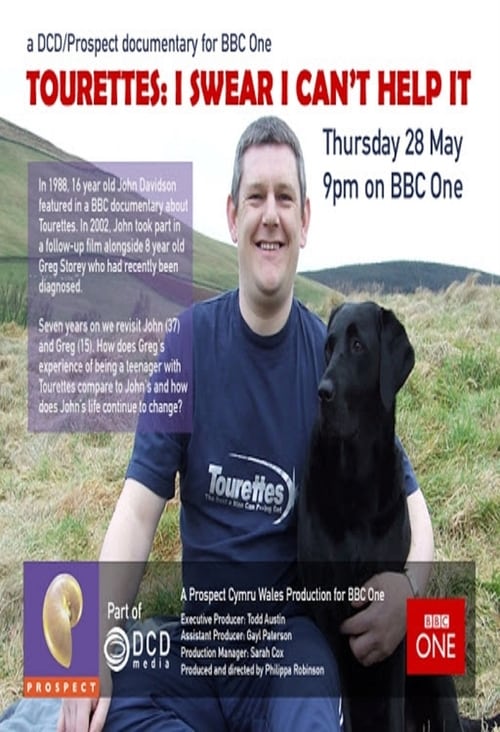 a DCD/Prospect documentary for BBC One
TOURETTES: I SWEAR I CAN'T HELP IT
Thursday 28 May
9pm on BBC One
In 1988, 16 year old John Davidson
featured in a BBC documentary about
Tourettes. In 2002, John took part in
a follow-up film alongside 8 year old
Greg Storey who had recently been
diagnosed.
Seven years on we revisit John (37)
and Greg (15). How does Greg's
experience of being a teenager with
Tourettes compare to John's and how
does John's life continue to change?
Tourettes
The Best a Man Can
Get
A Prospect Cymru Wales Production for BBC One
Executive Producer: Todd Austin
Assistant Producer: Gayl Paterson
Production Manager: Sarah Cox
Produced and directed by Philippa Robinson
Part of
DCD
media
PROSPECT
BBC
ONE